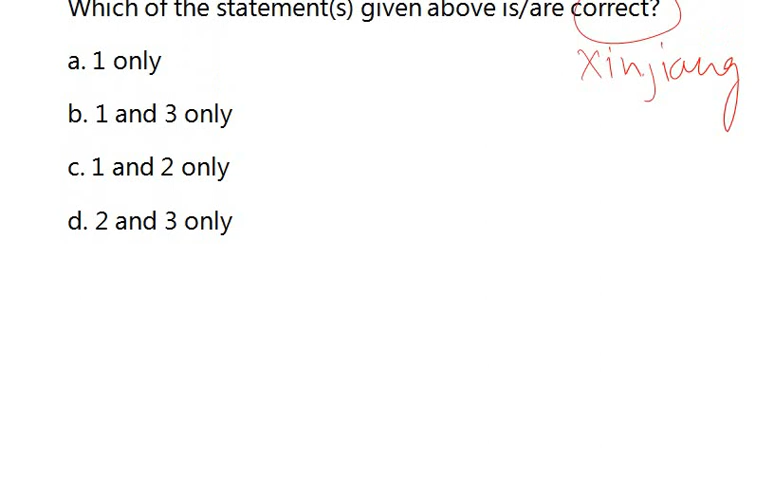 Which of the statement(s) given above is/are correct?
Xinjiang
a. 1 only
b. 1 and 3 only
c. 1 and 2 only
d. 2 and 3 only